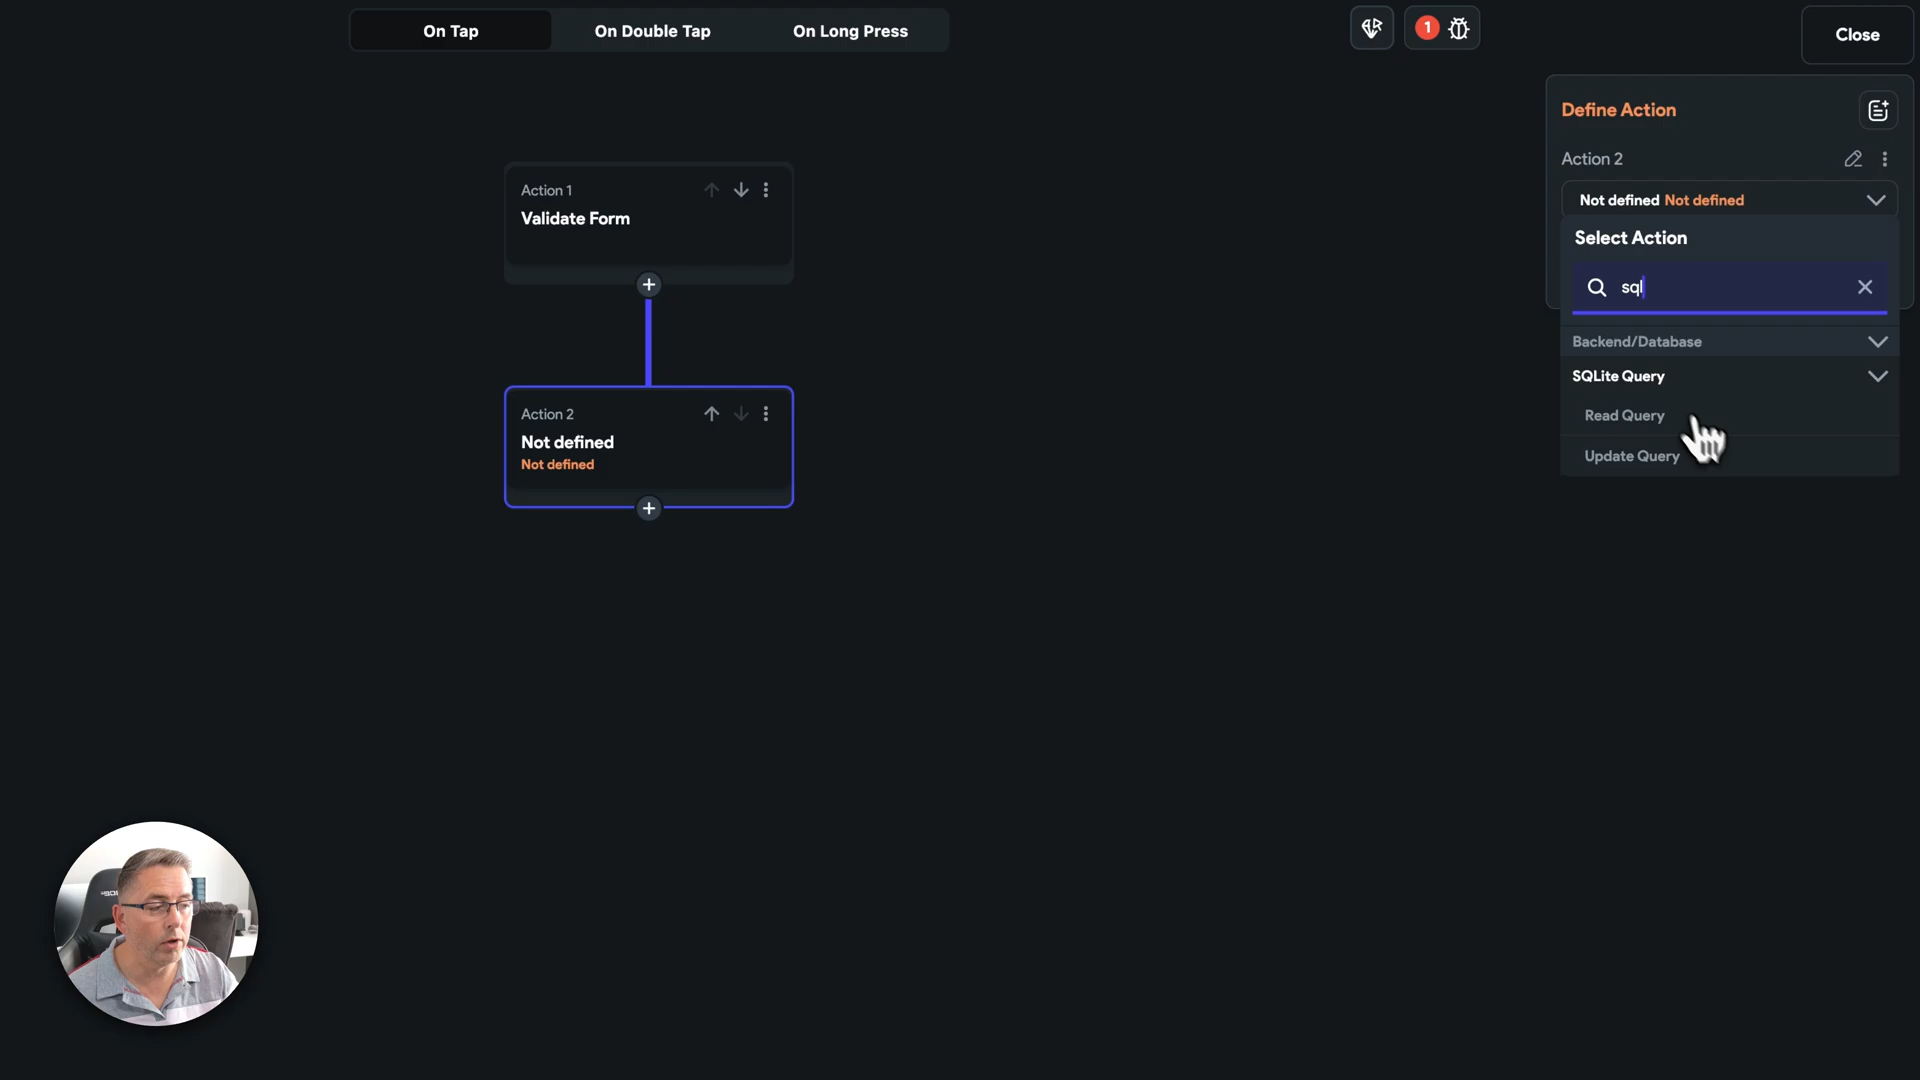 On Tap
On Double Tap
On Long Press
1
Close
Define Action
Action 2
Not defined Not defined
Select Action
sql
Backend/Database
SQLite Query
Read Query
Update Query
Action 1
Validate Form
Action 2
Not defined
Not defined